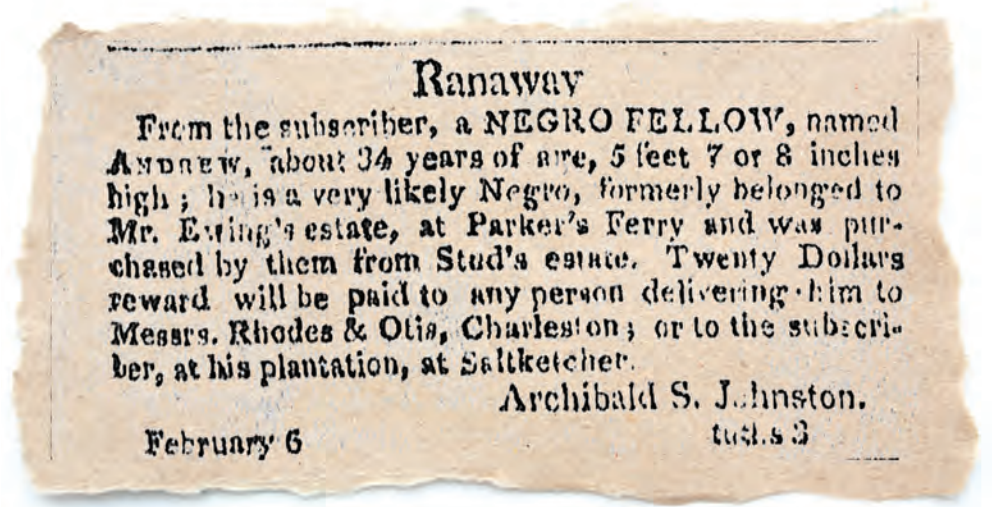 Ranaway
From the subscriber, a NEGRO FELLOW, named
ANDREW, about 34 years of age, 5 feet 7 or 8 inches
high; he is a very likely Negro, formerly belonged to
Mr. Ewing's estate, at Parker's Ferry and was pur-
chased by them from Stud's estate. Twenty Dollars
reward will be paid to any person delivering him to
Messrs. Rhodes & Otis, Charleston; or to the subscri-
ber, at his plantation, at Saltketcher.
Archibald S. Johnston.
February 6